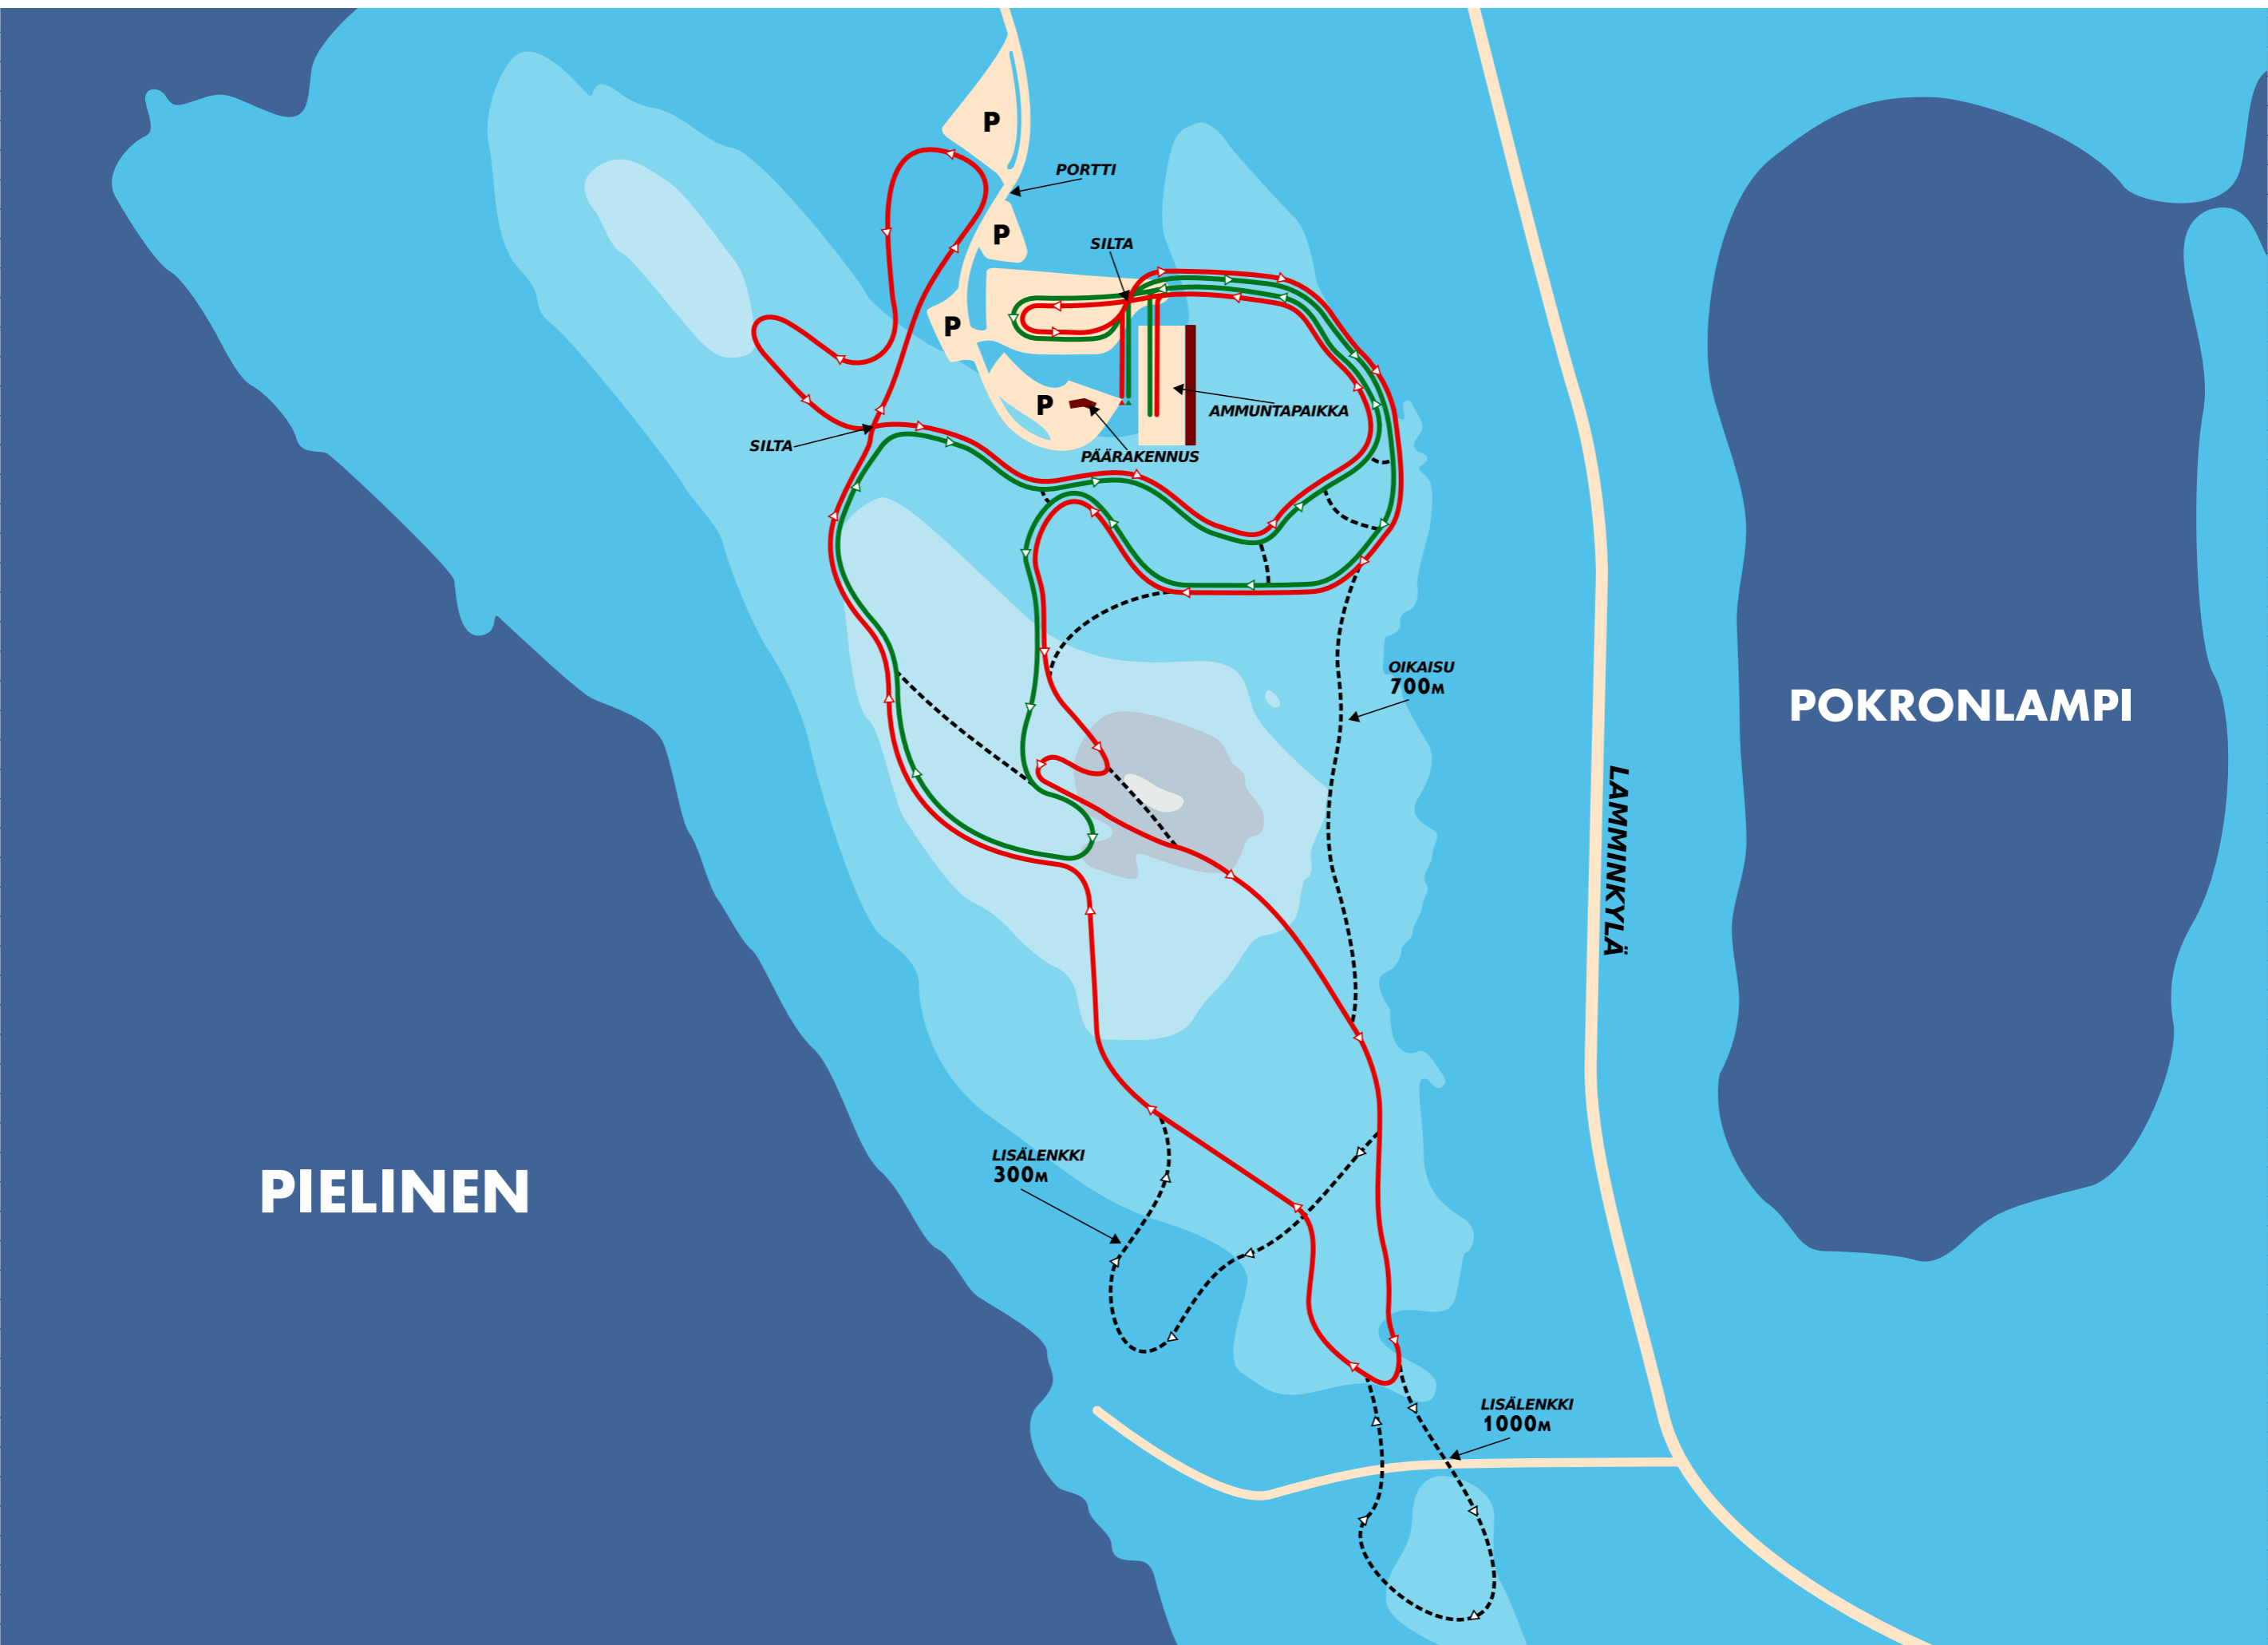 P
PORTTI
P
SILTA
P
P
AMMUNTAPAIKKA
SILTA
PÄÄRAKENNUS
OIKAISU
700M
POKRONLAMPI
LAMMINKYLÄ
LISÄLENKKI
300M
PIELINEN
LISÄLENKKI
1000M